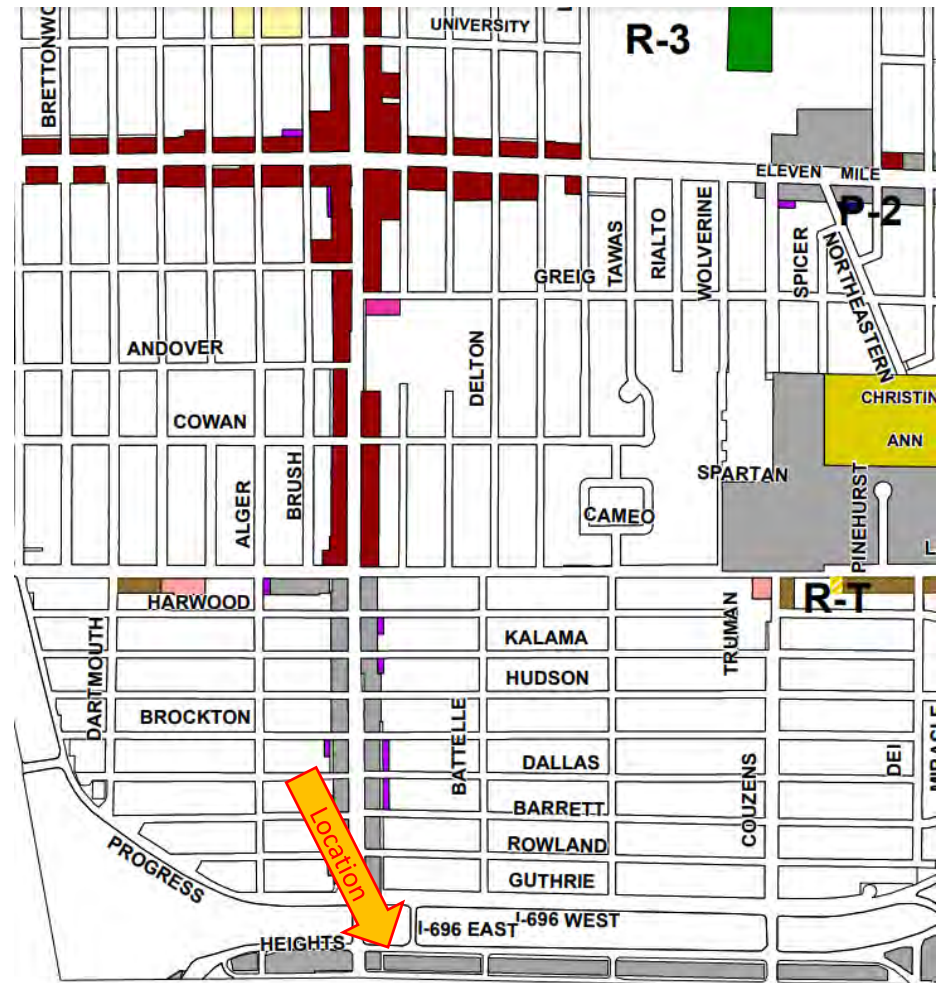 BRETTONWO
UNIVERSITY
R-3
ELEVEN MILE
P-2
TAWAS
RIALTO
WOLVERINE
SPICER
NORTHEASTERN
GREIG
ANDOVER
DELTON
CHRISTIN
COWAN
ANN
SPARTAN
ALGER
BRUSH
CAMEO
PINEHURST
L
HARWOOD
R-T
DARTMOUTH
KALAMA
TRUMAN
HUDSON
BROCKTON
BATTELLE
DALLAS
COUZENS
DEI
MIRACLE
BARRETT
Location
ROWLAND
PROGRESS
GUTHRIE
I-696 EAST
I-696 WEST
HEIGHTS